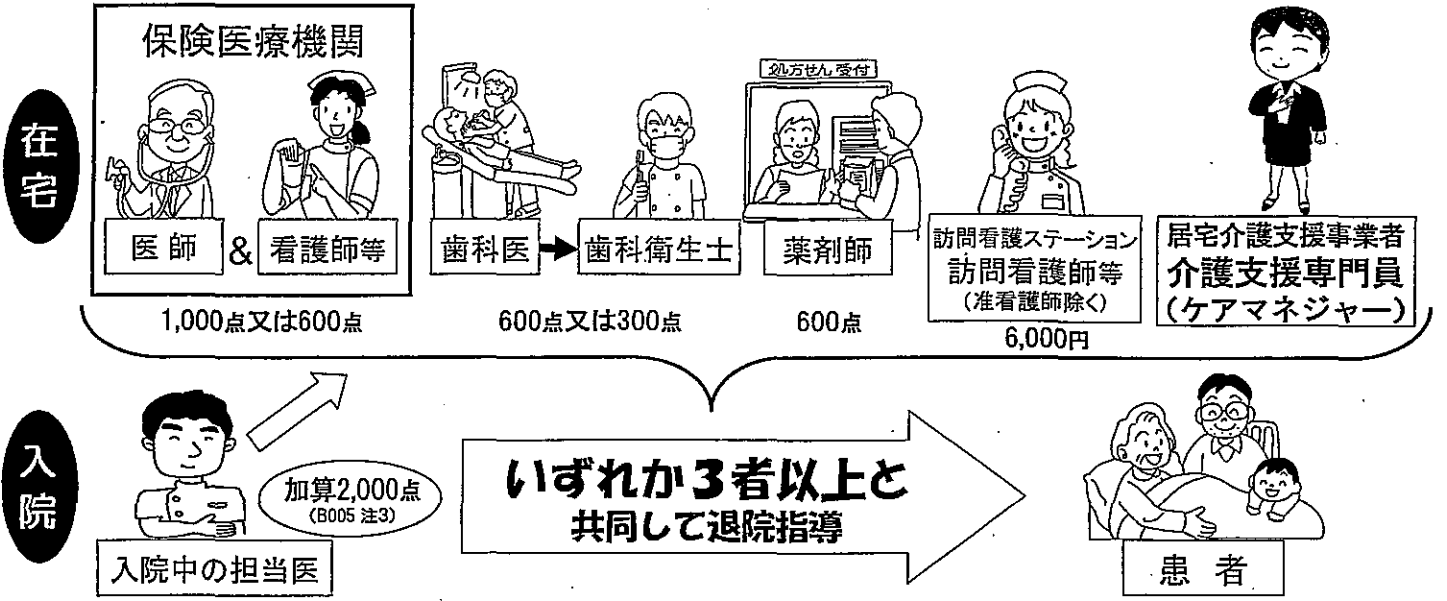 在宅
保険医療機関
処方せん受付
医師
&
看護師等
歯科医
歯科衛生士
薬剤師
訪問看護ステーション
訪問看護師等
(准看護師除く)
居宅介護支援事業者
介護支援専門員
(ケアマネジャー)
1,000点又は600点
600点又は300点
600点
6,000円
入院
加算2,000点
(B005 注3)
入院中の担当医
いずれか3者以上と
共同して退院指導
患者